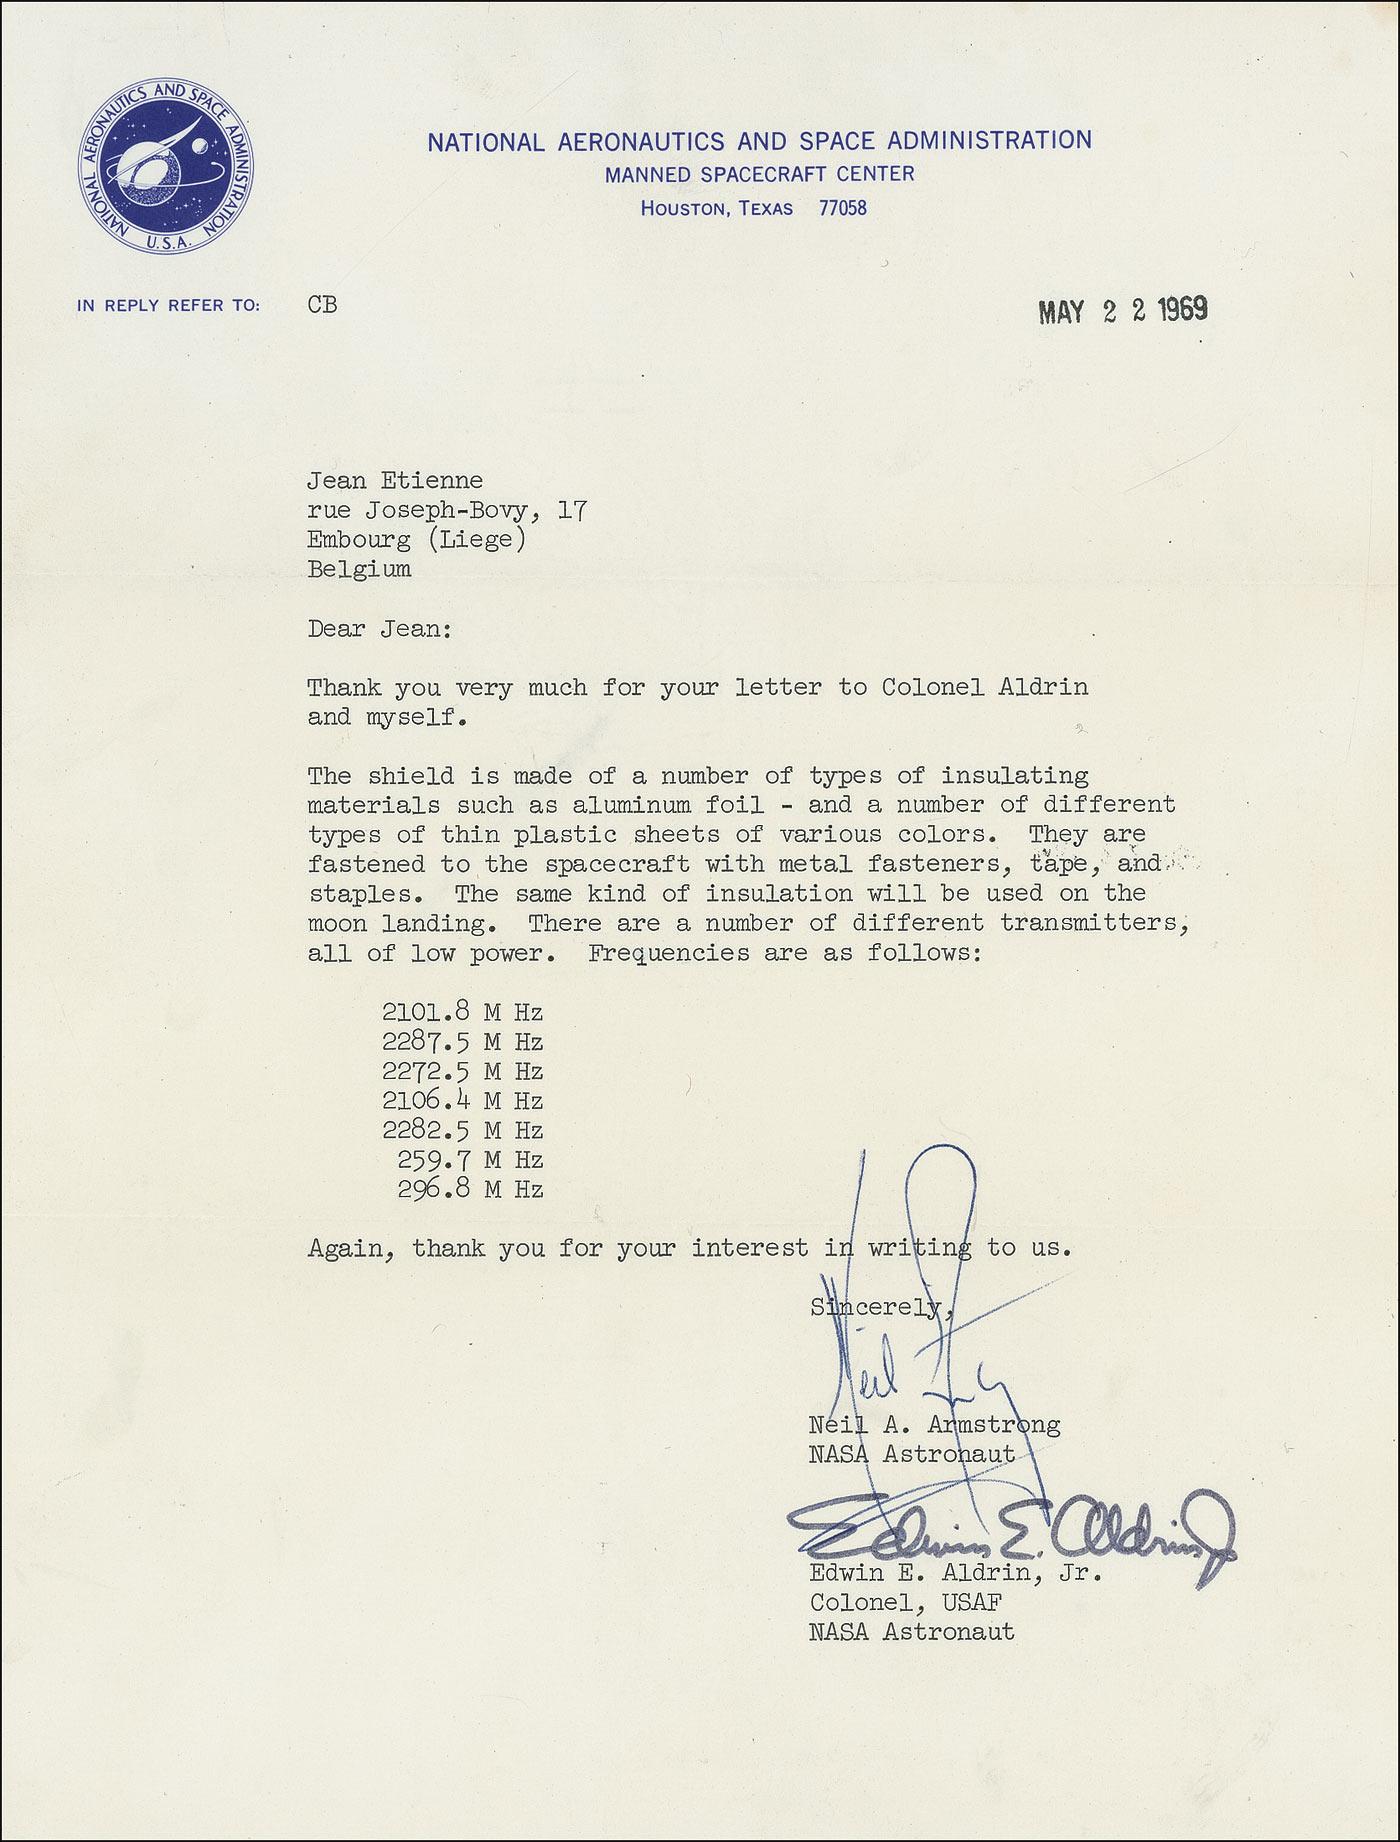 NATIONAL AERONAUTICS AND SPACE ADMINISTRATION
U.S.A.
NATIONAL AERONAUTICS AND SPACE ADMINISTRATION
MANNED SPACECRAFT CENTER
HOUSTON, TEXAS 77058
IN REPLY REFER TO: CB
MAY 2 2 1969
Jean Etienne
rue Joseph-Bovy, 17
Embourg (Liege)
Belgium
Dear Jean:
Thank you very much for your letter to Colonel Aldrin
and myself.
The shield is made of a number of types of insulating
materials such as aluminum foil - and a number of different
types of thin plastic sheets of various colors. They are
fastened to the spacecraft with metal fasteners, tape, and
staples. The same kind of insulation will be used on the
moon landing. There are a number of different transmitters,
all of low power. Frequencies are as follows:
2101.8 M Hz
2287.5 M Hz
2272.5 M Hz
2106.4 M Hz
2282.5 M Hz
259.7 M Hz
296.8 M Hz
Again, thank you for your interest in writing to us.
Sincerely,
Neil
Neil A. Armstrong
NASA Astronaut
Edwin E. Aldrin Jr
Edwin E. Aldrin, Jr.
Colonel, USAF
NASA Astronaut